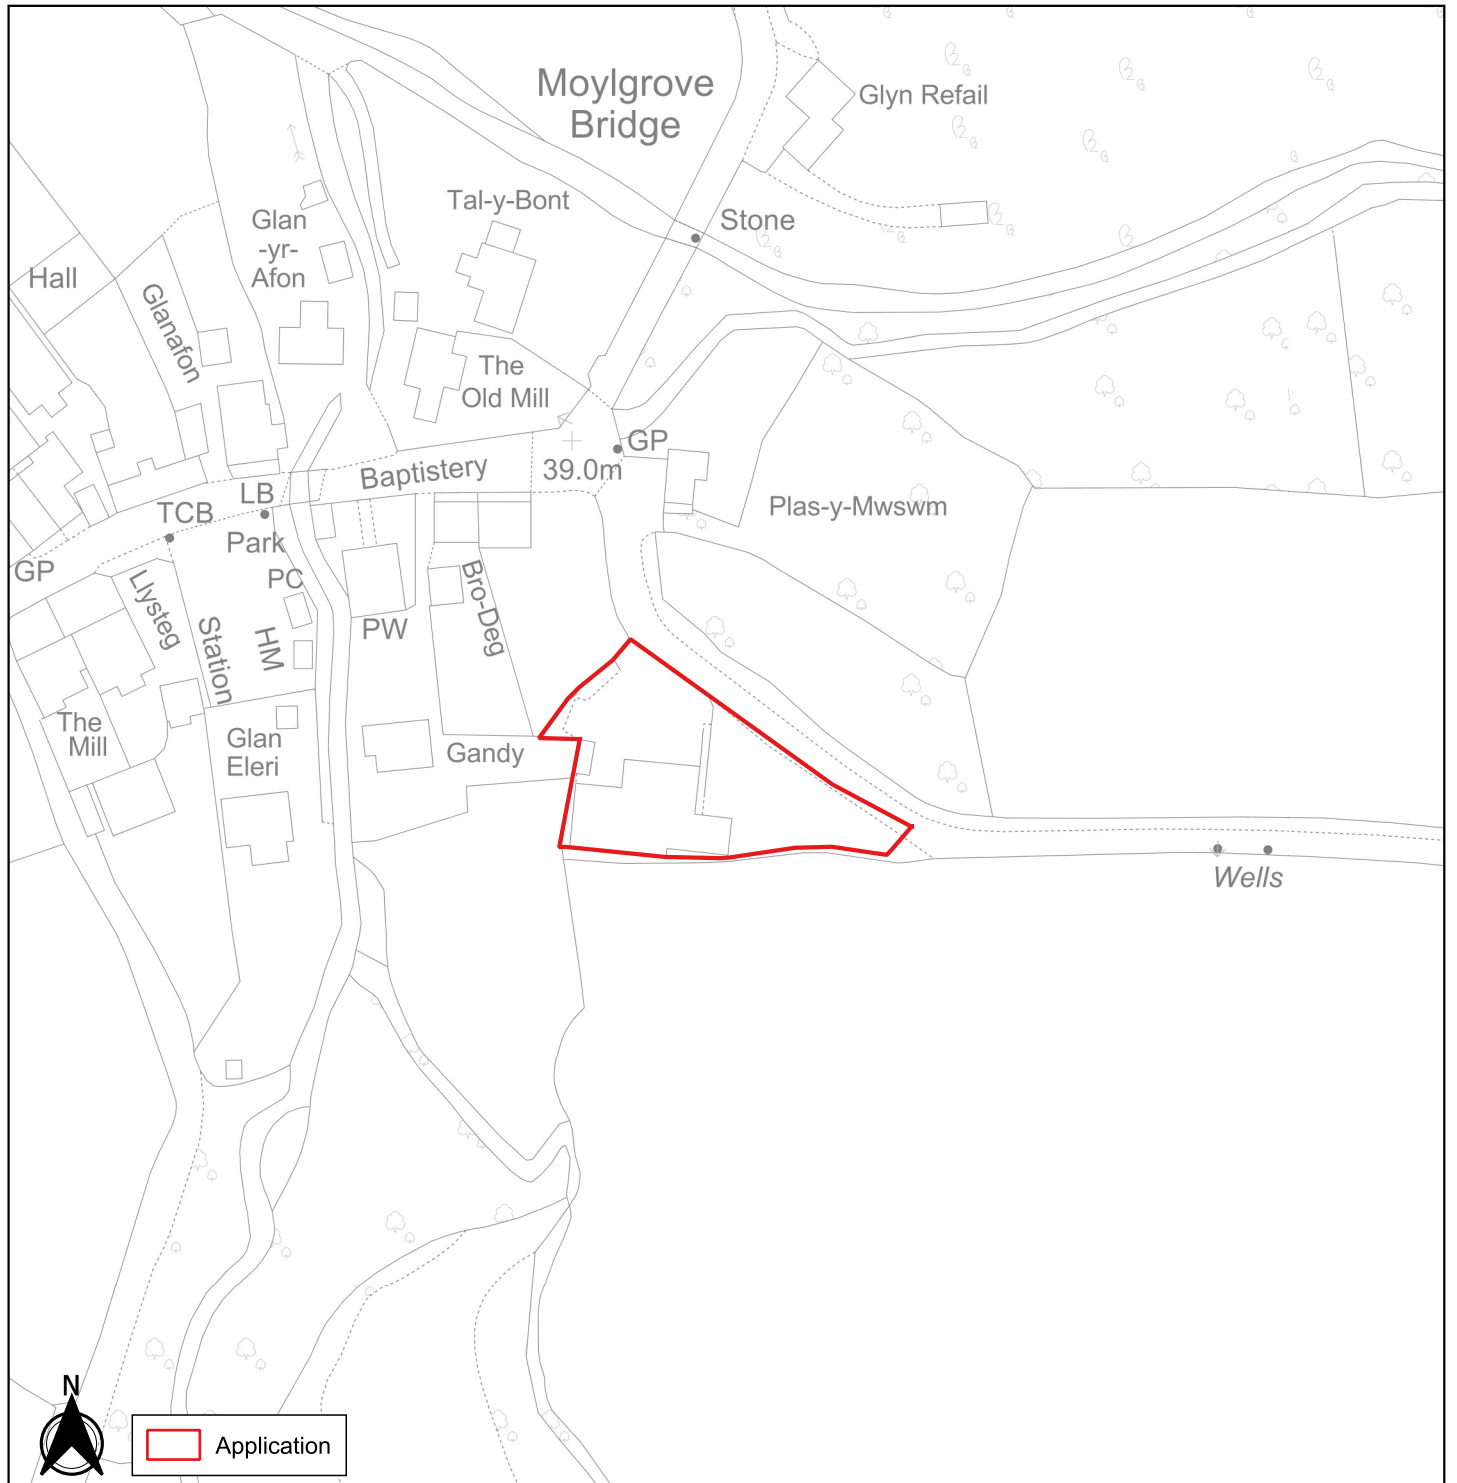 Moylgrove
Bridge
Glyn Refail
Tal-y-Bont
Stone
Glan
-yr-
Afon
Hall
Glanafon
The
Old Mill
GP
39.0m
Baptistery
LB
TCB
Park
Plas-y-Mwswm
GP
PC
Llysteg
Station
HM
PW
Bro-Deg
The
Mill
Glan
Eleri
Gandy
Wells
N
Application